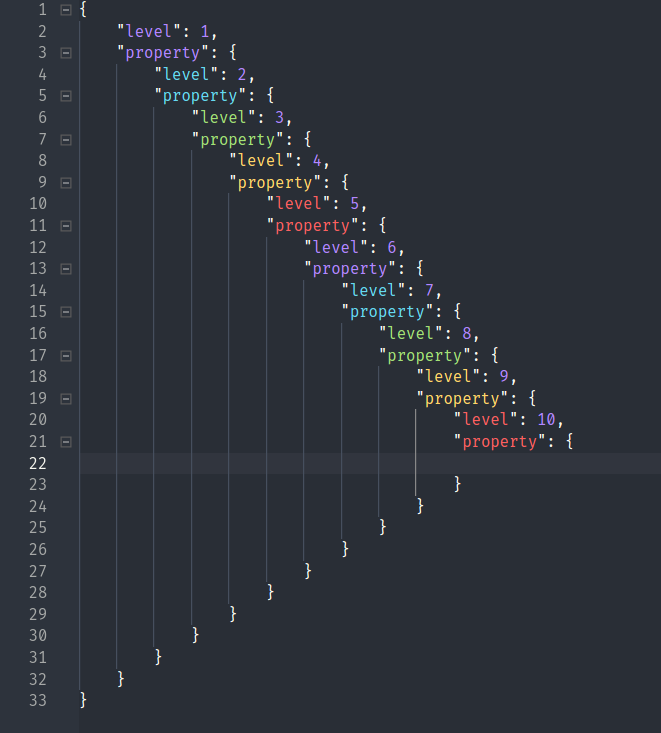 1 {
2     "level": 1,
3     "property": {
4         "level": 2,
5         "property": {
6             "level": 3,
7             "property": {
8                 "level": 4,
9                 "property": {
10                     "level": 5,
11                     "property": {
12                         "level": 6,
13                         "property": {
14                             "level": 7,
15                             "property": {
16                                 "level": 8,
17                                 "property": {
18                                     "level": 9,
19                                     "property": {
20                                         "level": 10,
21                                         "property": {
22
23                                         }
24                                     }
25                                 }
26                             }
27                         }
28                     }
29                 }
30             }
31         }
32     }
33 }